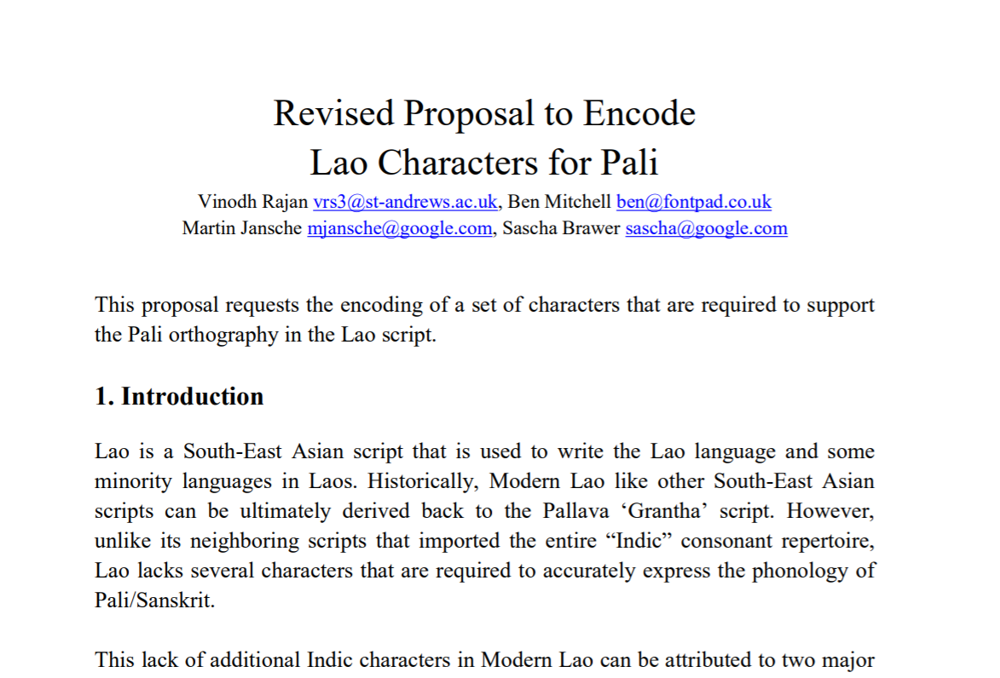 Revised Proposal to Encode
Lao Characters for Pali
Vinodh Rajan vrs3@st-andrews.ac.uk, Ben Mitchell ben@fontpad.co.uk
Martin Jansche mjansche@google.com, Sascha Brawer sascha@google.com
This proposal requests the encoding of a set of characters that are required to support
the Pali orthography in the Lao script.
1. Introduction
Lao is a South-East Asian script that is used to write the Lao language and some
minority languages in Laos. Historically, Modern Lao like other South-East Asian
scripts can be ultimately derived back to the Pallava ‘Grantha’ script. However,
unlike its neighboring scripts that imported the entire “Indic” consonant repertoire,
Lao lacks several characters that are required to accurately express the phonology of
Pali/Sanskrit.
This lack of additional Indic characters in Modern Lao can be attributed to two major